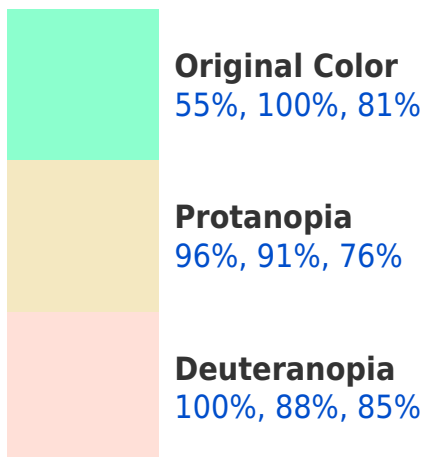 Original Color
55%, 100%, 81%
Protanopia
96%, 91%, 76%
Deuteranopia
100%, 88%, 85%